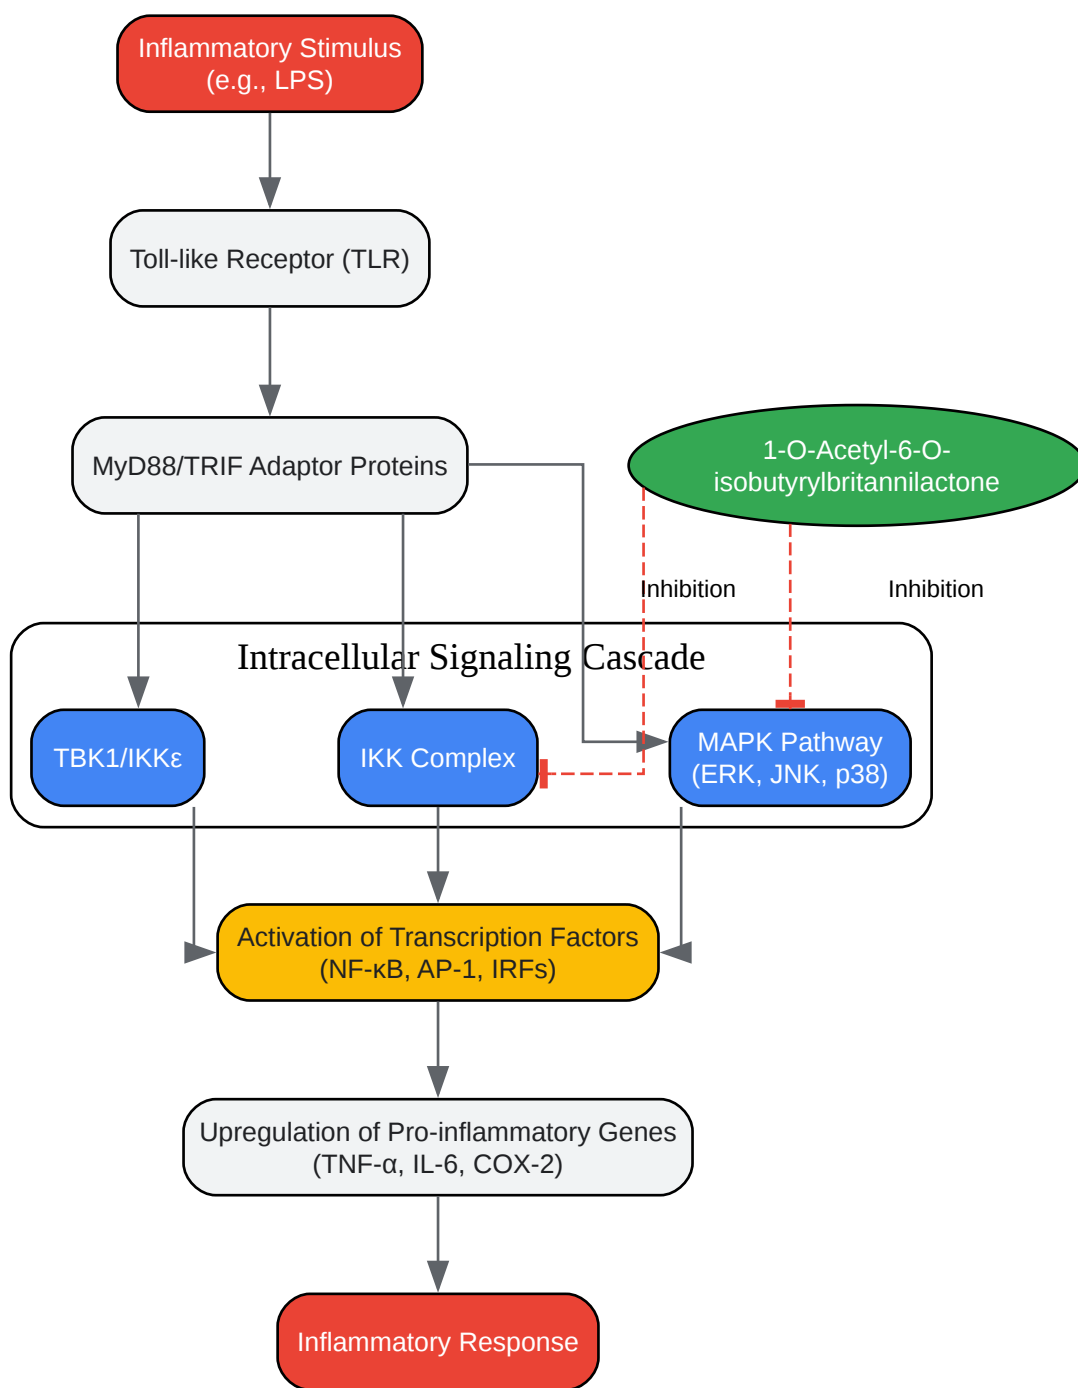 Inflammatory Stimulus
(e.g., LPS)
Toll-like Receptor (TLR)
MyD88/TRIF Adaptor Proteins
1-O-Acetyl-6-O-
isobutyrylbritannilactone
Inhibition
Inhibition
Intracellular Signaling Cascade
TBK1/IKKε
IKK Complex
MAPK Pathway
(ERK, JNK, p38)
Activation of Transcription Factors
(NF-κB, AP-1, IRFs)
Upregulation of Pro-inflammatory Genes
(TNF-α, IL-6, COX-2)
Inflammatory Response